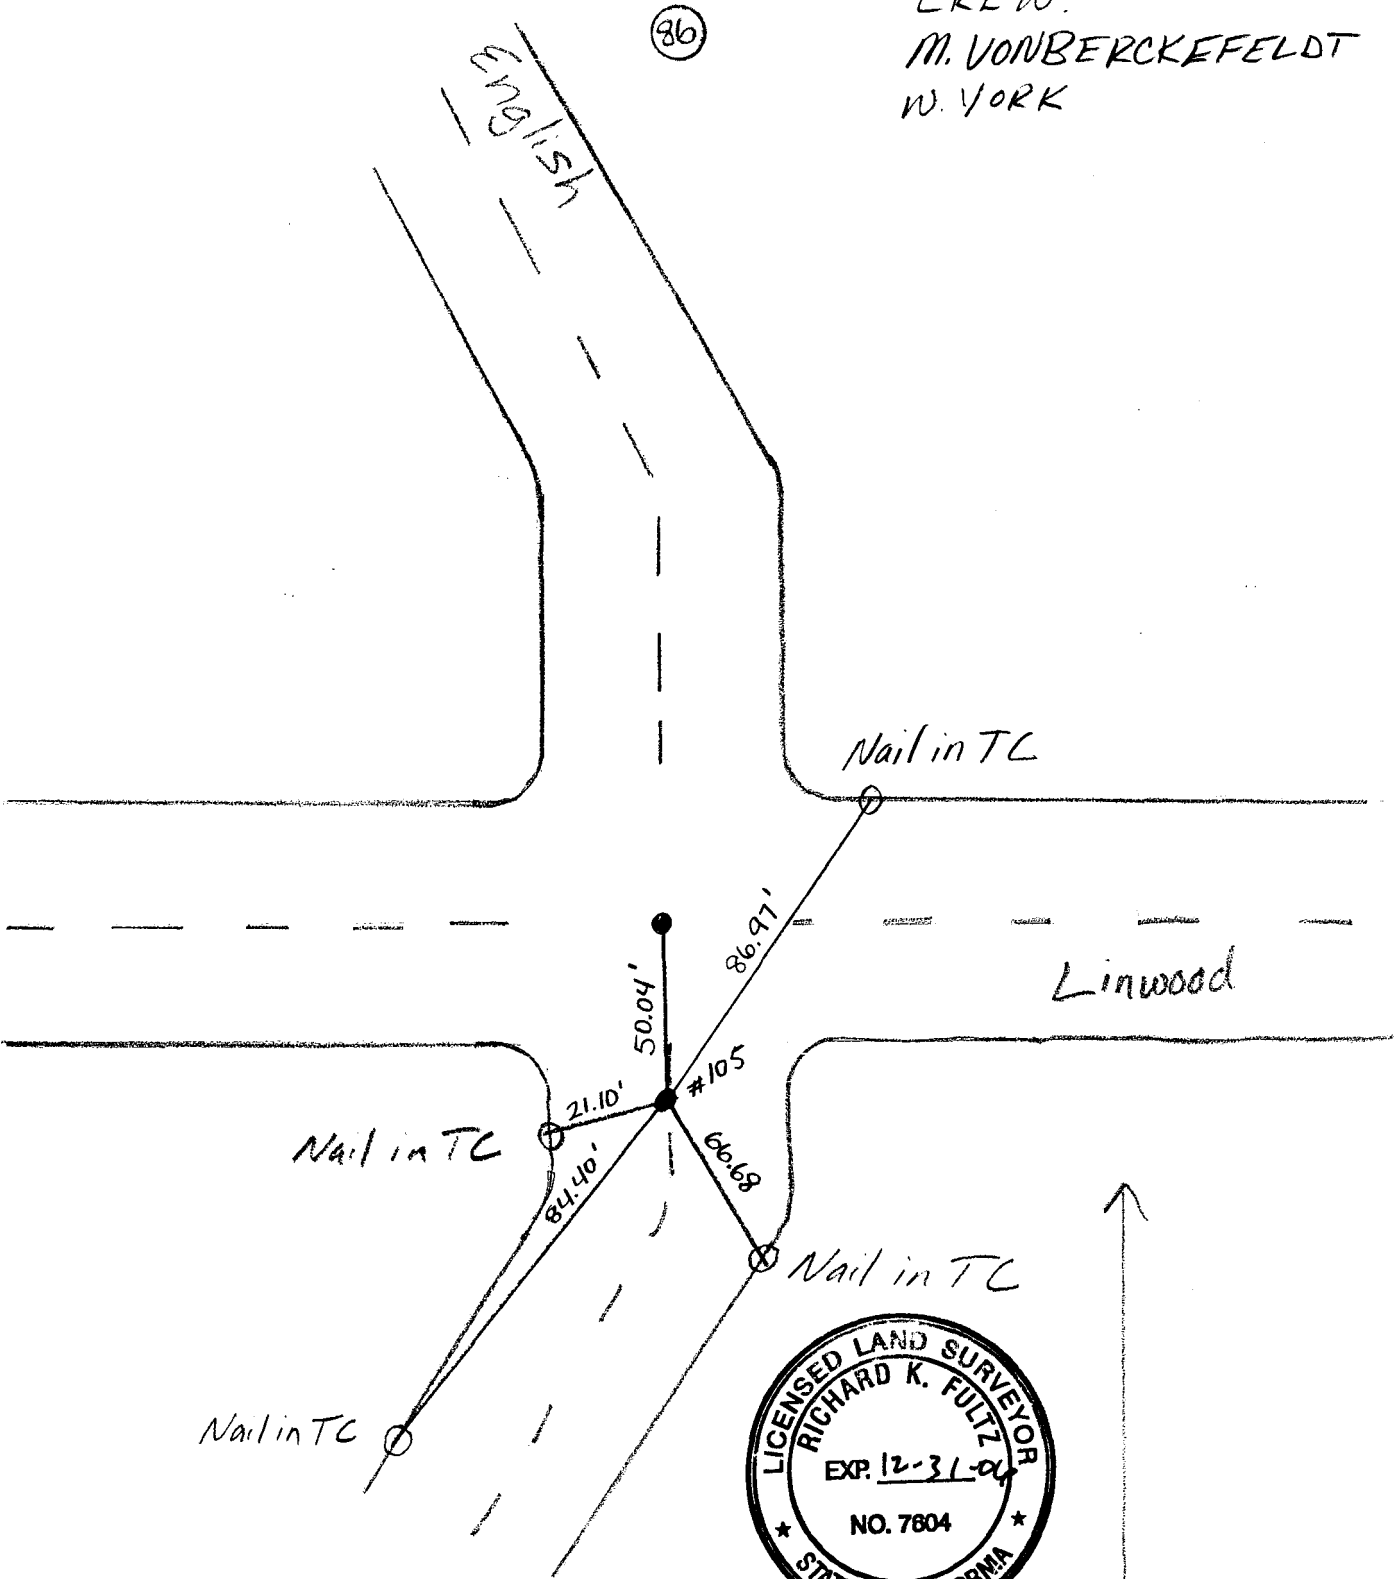 86
CREW:
M. VONBERCKEFELDT
W. YORK
English
Nail in TC
86.97'
50.04'
Linwood
#105
21.10'
Nail in TC
84.40'
66.68
Nail in TC
Nail in TC
LICENSED LAND SURVEYOR
RICHARD K. FULTZ
EXP. 12-31-04
NO. 7604